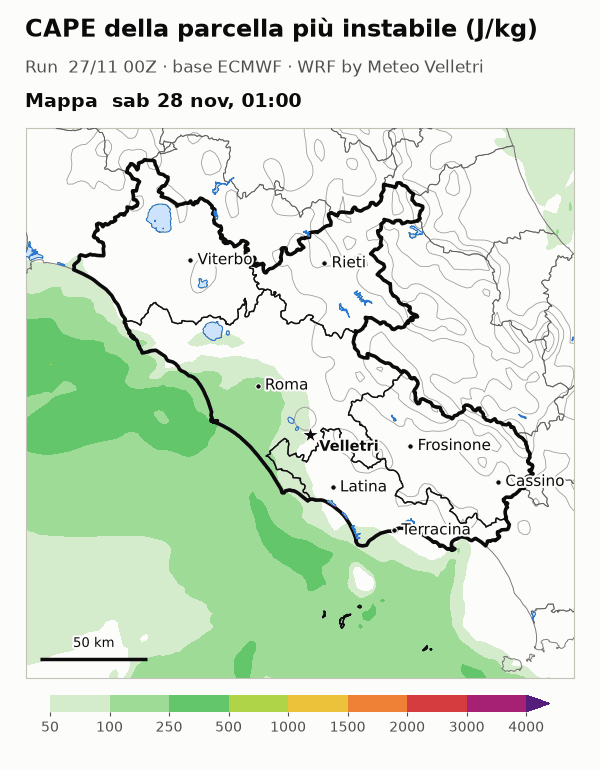 CAPE della parcella più instabile (J/kg)
Run  27/11 00Z · base ECMWF · WRF by Meteo Velletri
Mappa  sab 28 nov, 01:00
Viterbo
Rieti
Roma
Velletri
Frosinone
Cassino
Latina
Terracina
50 km
50 100 250 500 1000 1500 2000 3000 4000